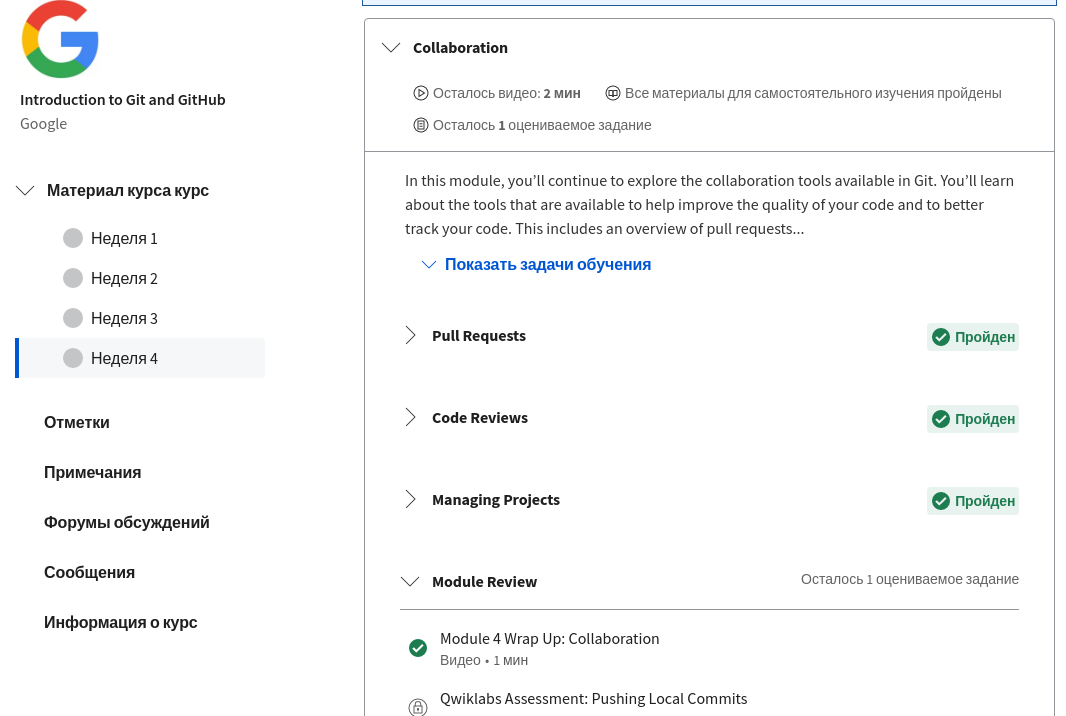 Introduction to Git and GitHub
Google
Материал курса курс
Неделя 1
Неделя 2
Неделя 3
Неделя 4
Отметки
Примечания
Форумы обсуждений
Сообщения
Информация о курс
Collaboration
Осталось видео: 2 мин Все материалы для самостоятельного изучения пройдены
Осталось 1 оцениваемое задание
In this module, you’ll continue to explore the collaboration tools available in Git. You’ll learn
about the tools that are available to help improve the quality of your code and to better
track your code. This includes an overview of pull requests...
Показать задачи обучения
Pull Requests Пройден
Code Reviews Пройден
Managing Projects Пройден
Module Review Осталось 1 оцениваемое задание
Module 4 Wrap Up: Collaboration
Видео • 1 мин
Qwiklabs Assessment: Pushing Local Commits